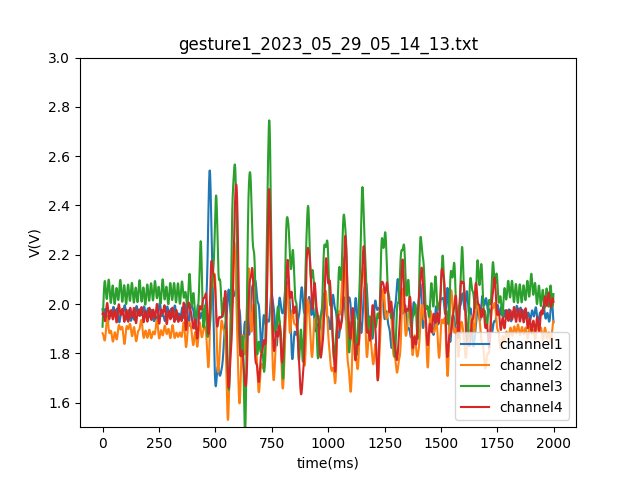 gesture1_2023_05_29_05_14_13.txt
3.0
2.8
2.6
2.4
2.2
2.0
1.8
1.6
V(V)
channel1
channel2
channel3
channel4
0 250 500 750 1000 1250 1500 1750 2000
time(ms)